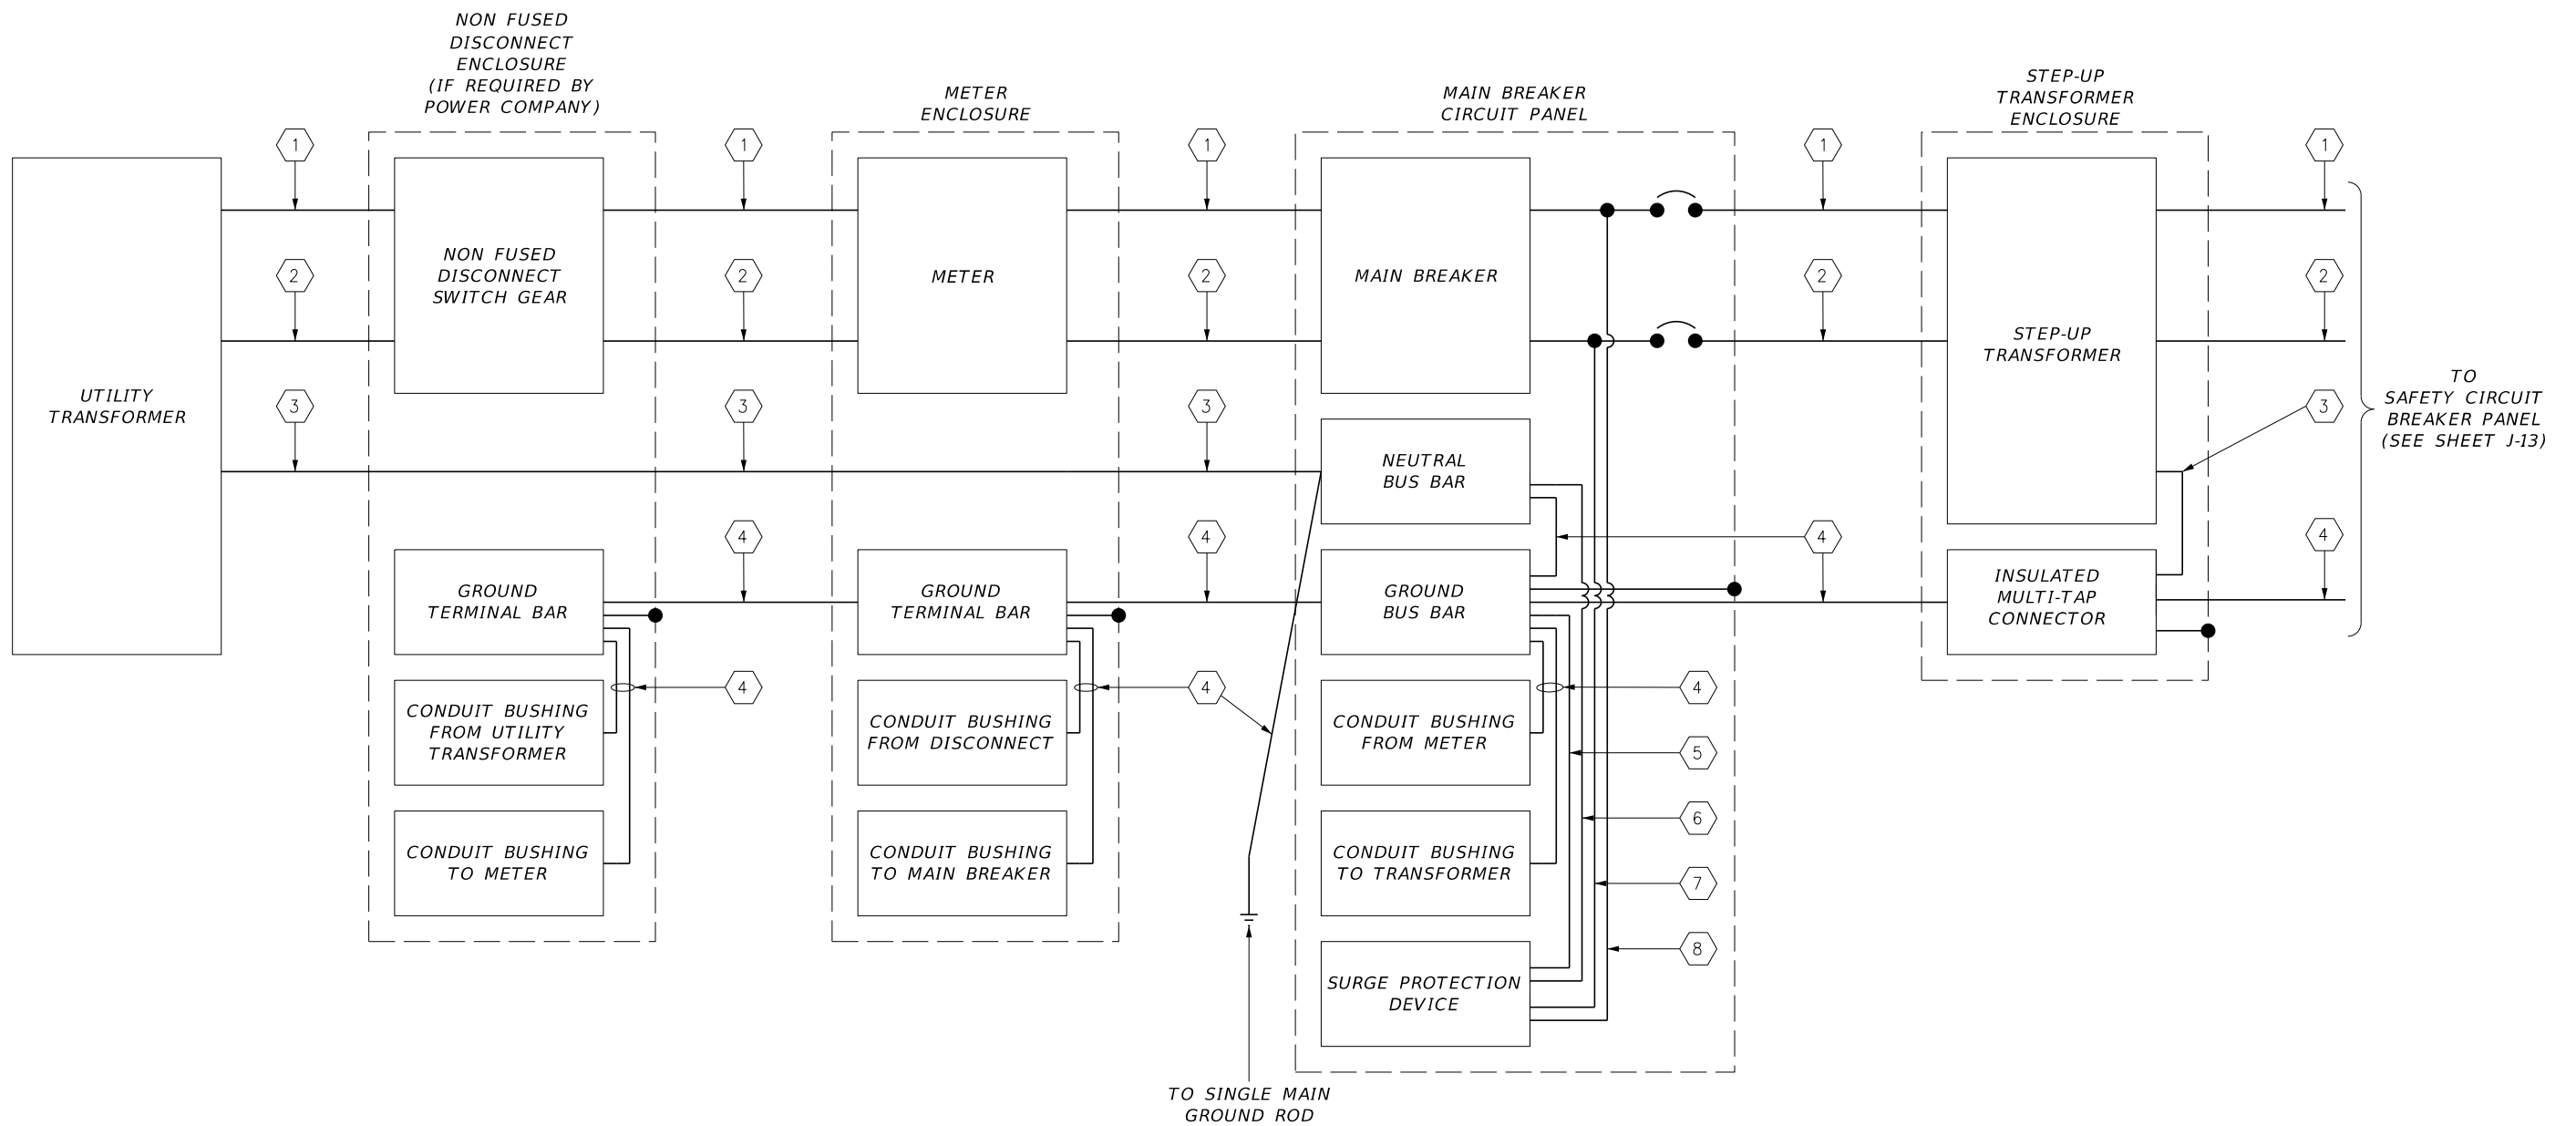 NON FUSED
DISCONNECT
ENCLOSURE
(IF REQUIRED BY
POWER COMPANY)
METER
ENCLOSURE
MAIN BREAKER
CIRCUIT PANEL
STEP-UP
TRANSFORMER
ENCLOSURE
1
1
1
1
1
2
2
2
2
2
NON FUSED
DISCONNECT
SWITCH GEAR
METER
MAIN BREAKER
STEP-UP
TRANSFORMER
UTILITY
TRANSFORMER
3
3
3
3
TO
SAFETY CIRCUIT
BREAKER PANEL
(SEE SHEET J-13)
NEUTRAL
BUS BAR
4
4
4
4
GROUND
TERMINAL BAR
GROUND
TERMINAL BAR
GROUND
BUS BAR
INSULATED
MULTI-TAP
CONNECTOR
4
4
4
CONDUIT BUSHING
FROM UTILITY
TRANSFORMER
CONDUIT BUSHING
FROM DISCONNECT
CONDUIT BUSHING
FROM METER
5
6
CONDUIT BUSHING
TO METER
CONDUIT BUSHING
TO MAIN BREAKER
CONDUIT BUSHING
TO TRANSFORMER
7
8
SURGE PROTECTION
DEVICE
TO SINGLE MAIN
GROUND ROD